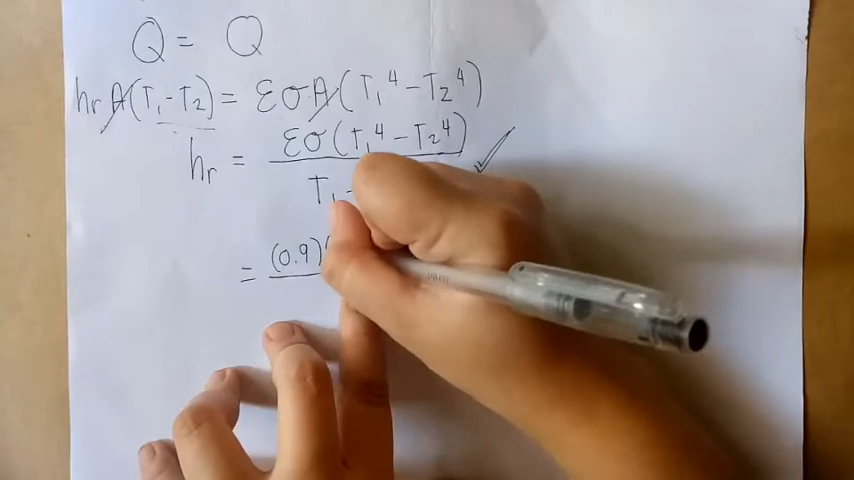 Q = Q
hr A(T₁-T₂) = εσA(T₁⁴ - T₂⁴)
hr = εσ(T₁⁴ - T₂⁴)
T₁-
= (0.9)(